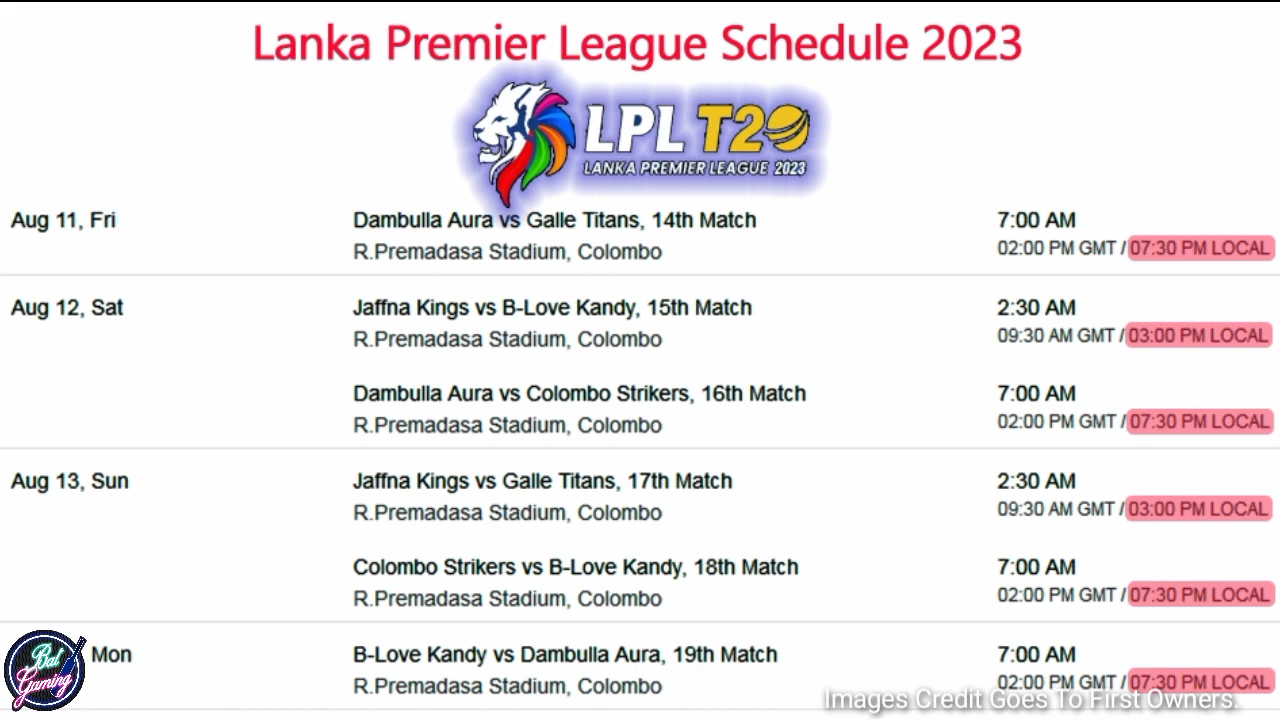 Lanka Premier League Schedule 2023
LPL T20
LANKA PREMIER LEAGUE 2023
Aug 11, Fri
Dambulla Aura vs Galle Titans, 14th Match
7:00 AM
R.Premadasa Stadium, Colombo
02:00 PM GMT / 07:30 PM LOCAL
Aug 12, Sat
Jaffna Kings vs B-Love Kandy, 15th Match
2:30 AM
R.Premadasa Stadium, Colombo
09:30 AM GMT / 03:00 PM LOCAL
Dambulla Aura vs Colombo Strikers, 16th Match
7:00 AM
R.Premadasa Stadium, Colombo
02:00 PM GMT / 07:30 PM LOCAL
Aug 13, Sun
Jaffna Kings vs Galle Titans, 17th Match
2:30 AM
R.Premadasa Stadium, Colombo
09:30 AM GMT / 03:00 PM LOCAL
Colombo Strikers vs B-Love Kandy, 18th Match
7:00 AM
R.Premadasa Stadium, Colombo
02:00 PM GMT / 07:30 PM LOCAL
Mon
B-Love Kandy vs Dambulla Aura, 19th Match
7:00 AM
R.Premadasa Stadium, Colombo
02:00 PM GMT / 07:30 PM LOCAL
Bal
Gaming
Images Credit Goes To First Owners.